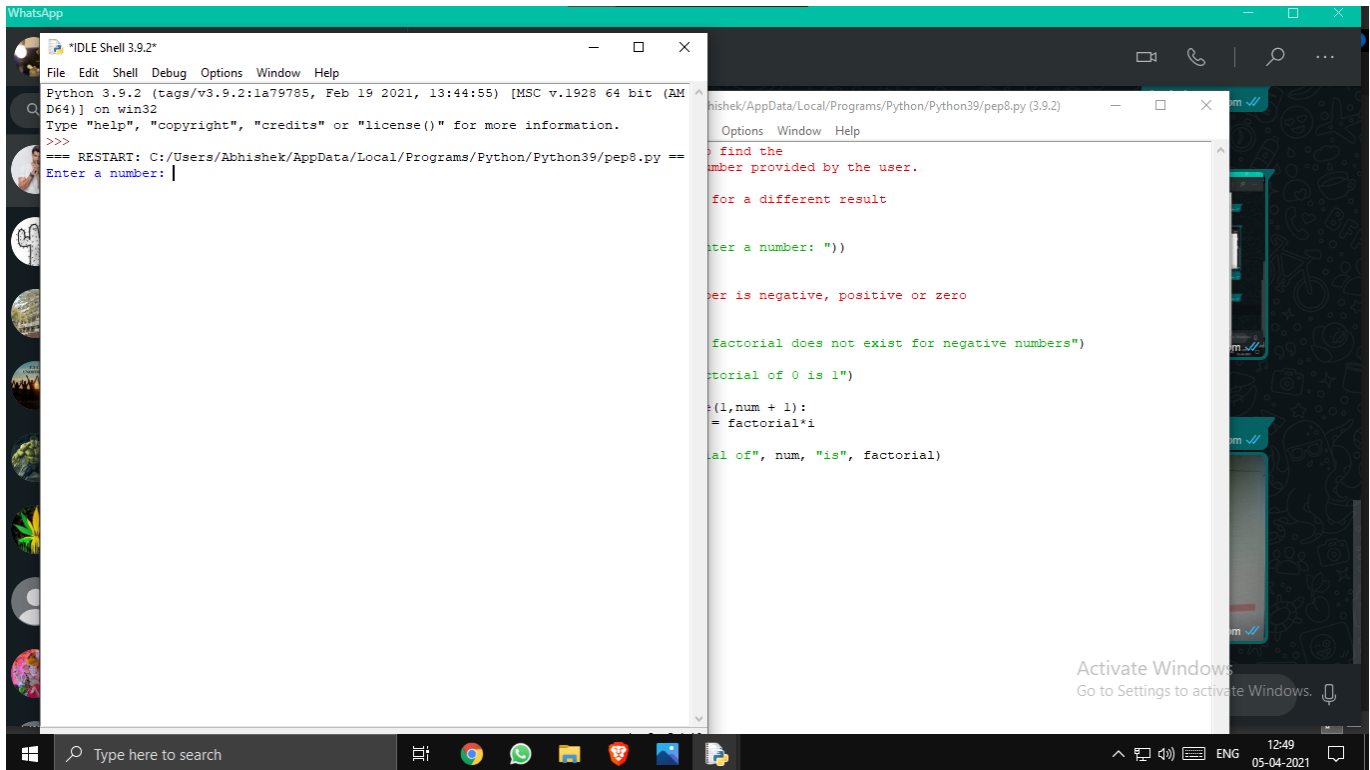 WhatsApp
*IDLE Shell 3.9.2*
File Edit Shell Debug Options Window Help
Python 3.9.2 (tags/v3.9.2:1a79785, Feb 19 2021, 13:44:55) [MSC v.1928 64 bit (AM
D64)] on win32
Type "help", "copyright", "credits" or "license()" for more information.
>>>
=== RESTART: C:/Users/Abhishek/AppData/Local/Programs/Python/Python39/pep8.py ==
Enter a number:
hishek/AppData/Local/Programs/Python/Python39/pep8.py (3.9.2)
Options Window Help
find the
mber provided by the user.
for a different result
ter a number: "))
er is negative, positive or zero
factorial does not exist for negative numbers")
ctorial of 0 is 1")
e(1,num + 1):
= factorial*i
ial of", num, "is", factorial)
om
m
om
m
Activate Windows
Go to Settings to activate Windows.
Type here to search
ENG
12:49
05-04-2021